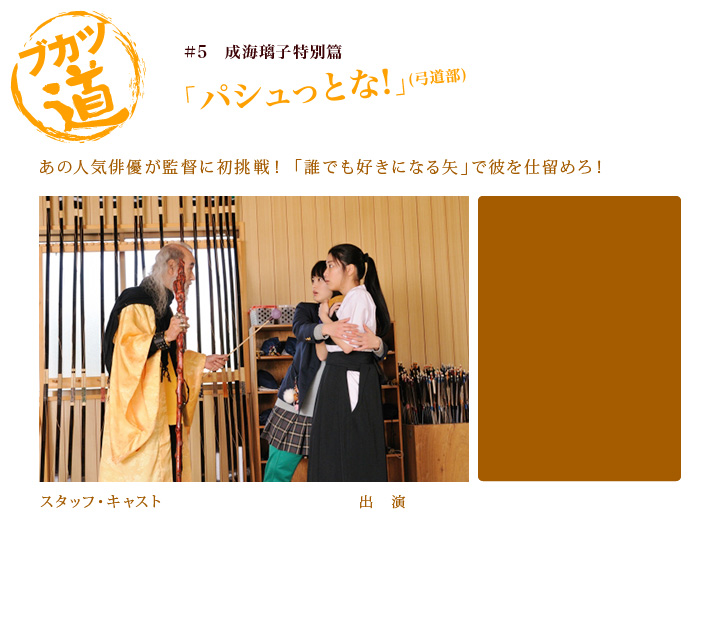 ブカツ
道
#5　成海璃子特別篇
「パシュっとな!」(弓道部)
あの人気俳優が監督に初挑戦！「誰でも好きになる矢」で彼を仕留めろ！
スタッフ・キャスト
出　演